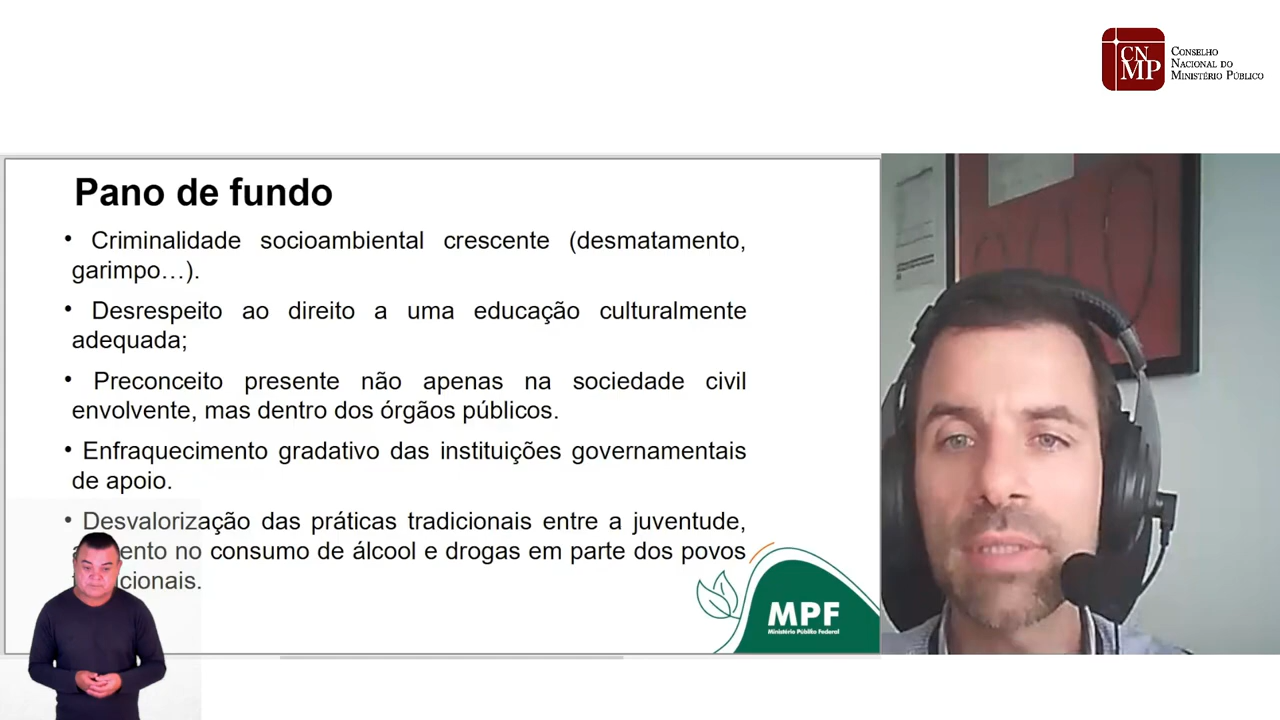 CN
MP
Conselho
Nacional do
Ministério Público
Pano de fundo
• Criminalidade socioambiental crescente (desmatamento,
garimpo…).
• Desrespeito ao direito a uma educação culturalmente
adequada;
• Preconceito presente não apenas na sociedade civil
envolvente, mas dentro dos órgãos públicos.
• Enfraquecimento gradativo das instituições governamentais
de apoio.
• Desvalorização das práticas tradicionais entre a juventude,
no consumo de álcool e drogas em parte dos povos
MPF
Ministério Público Federal